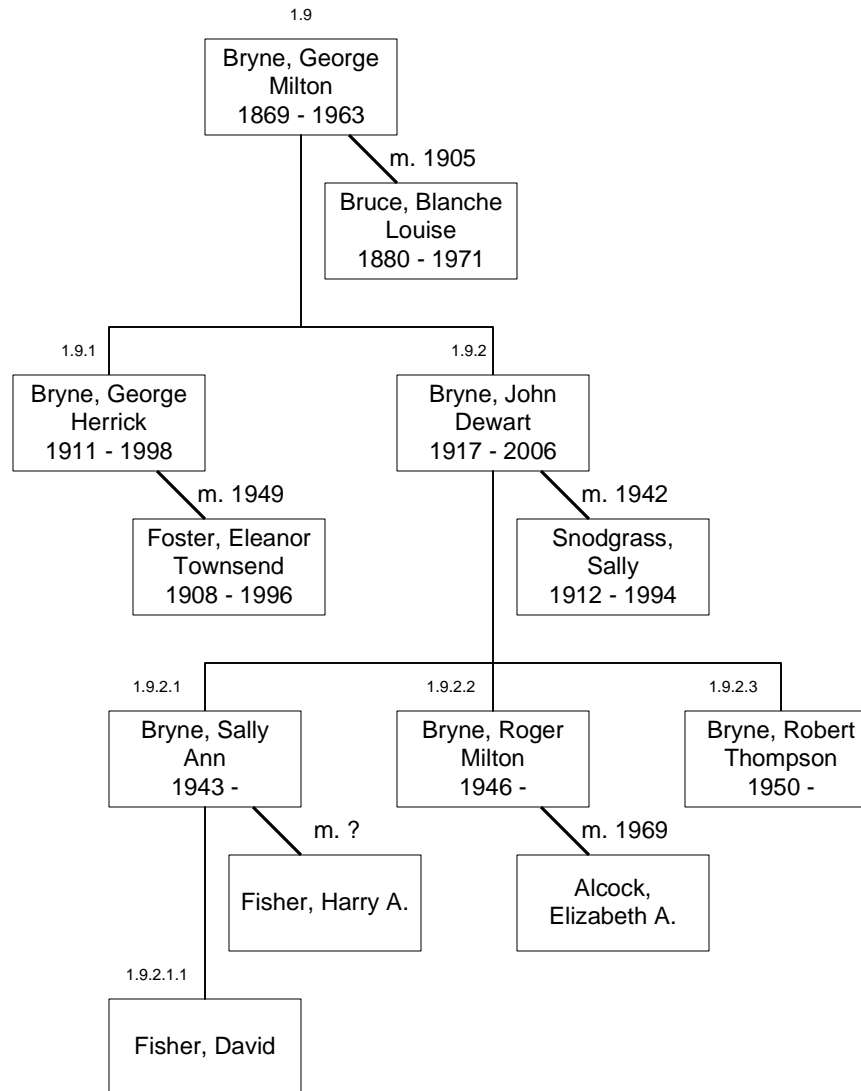 1.9
Bryne, George
Milton
1869 - 1963
m. 1905
Bruce, Blanche
Louise
1880 - 1971
1.9.1
Bryne, George
Herrick
1911 - 1998
m. 1949
Foster, Eleanor
Townsend
1908 - 1996
1.9.2
Bryne, John
Dewart
1917 - 2006
m. 1942
Snodgrass,
Sally
1912 - 1994
1.9.2.1
Bryne, Sally
Ann
1943 -
m. ?
Fisher, Harry A.
1.9.2.2
Bryne, Roger
Milton
1946 -
m. 1969
Alcock,
Elizabeth A.
1.9.2.3
Bryne, Robert
Thompson
1950 -
1.9.2.1.1
Fisher, David